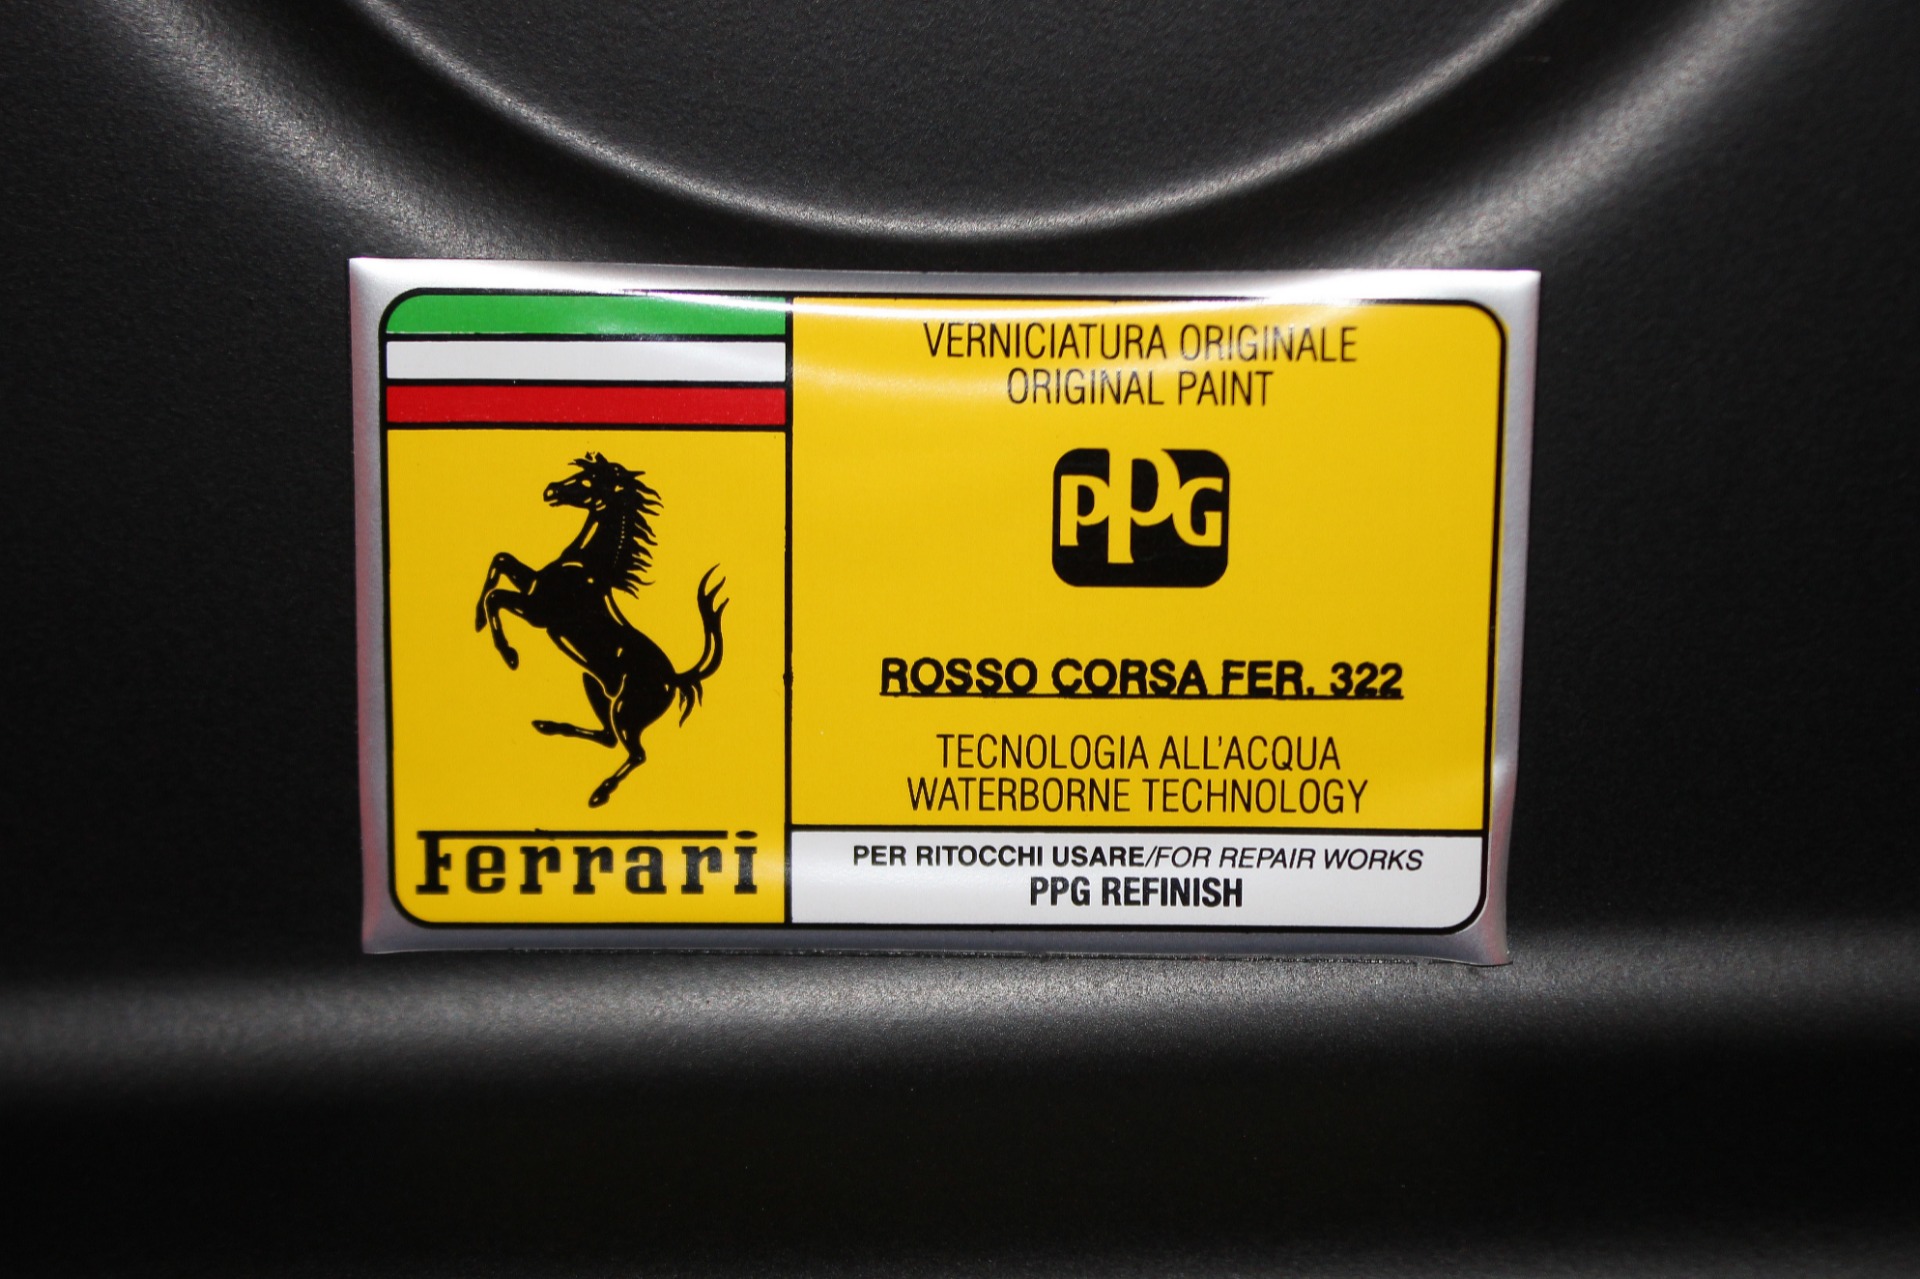 VERNICIATURA ORIGINALE
ORIGINAL PAINT
PPG
ROSSO CORSA FER. 322
TECNOLOGIA ALL'ACQUA
WATERBORNE TECHNOLOGY
Ferrari
PER RITOCCHI USARE/FOR REPAIR WORKS
PPG REFINISH